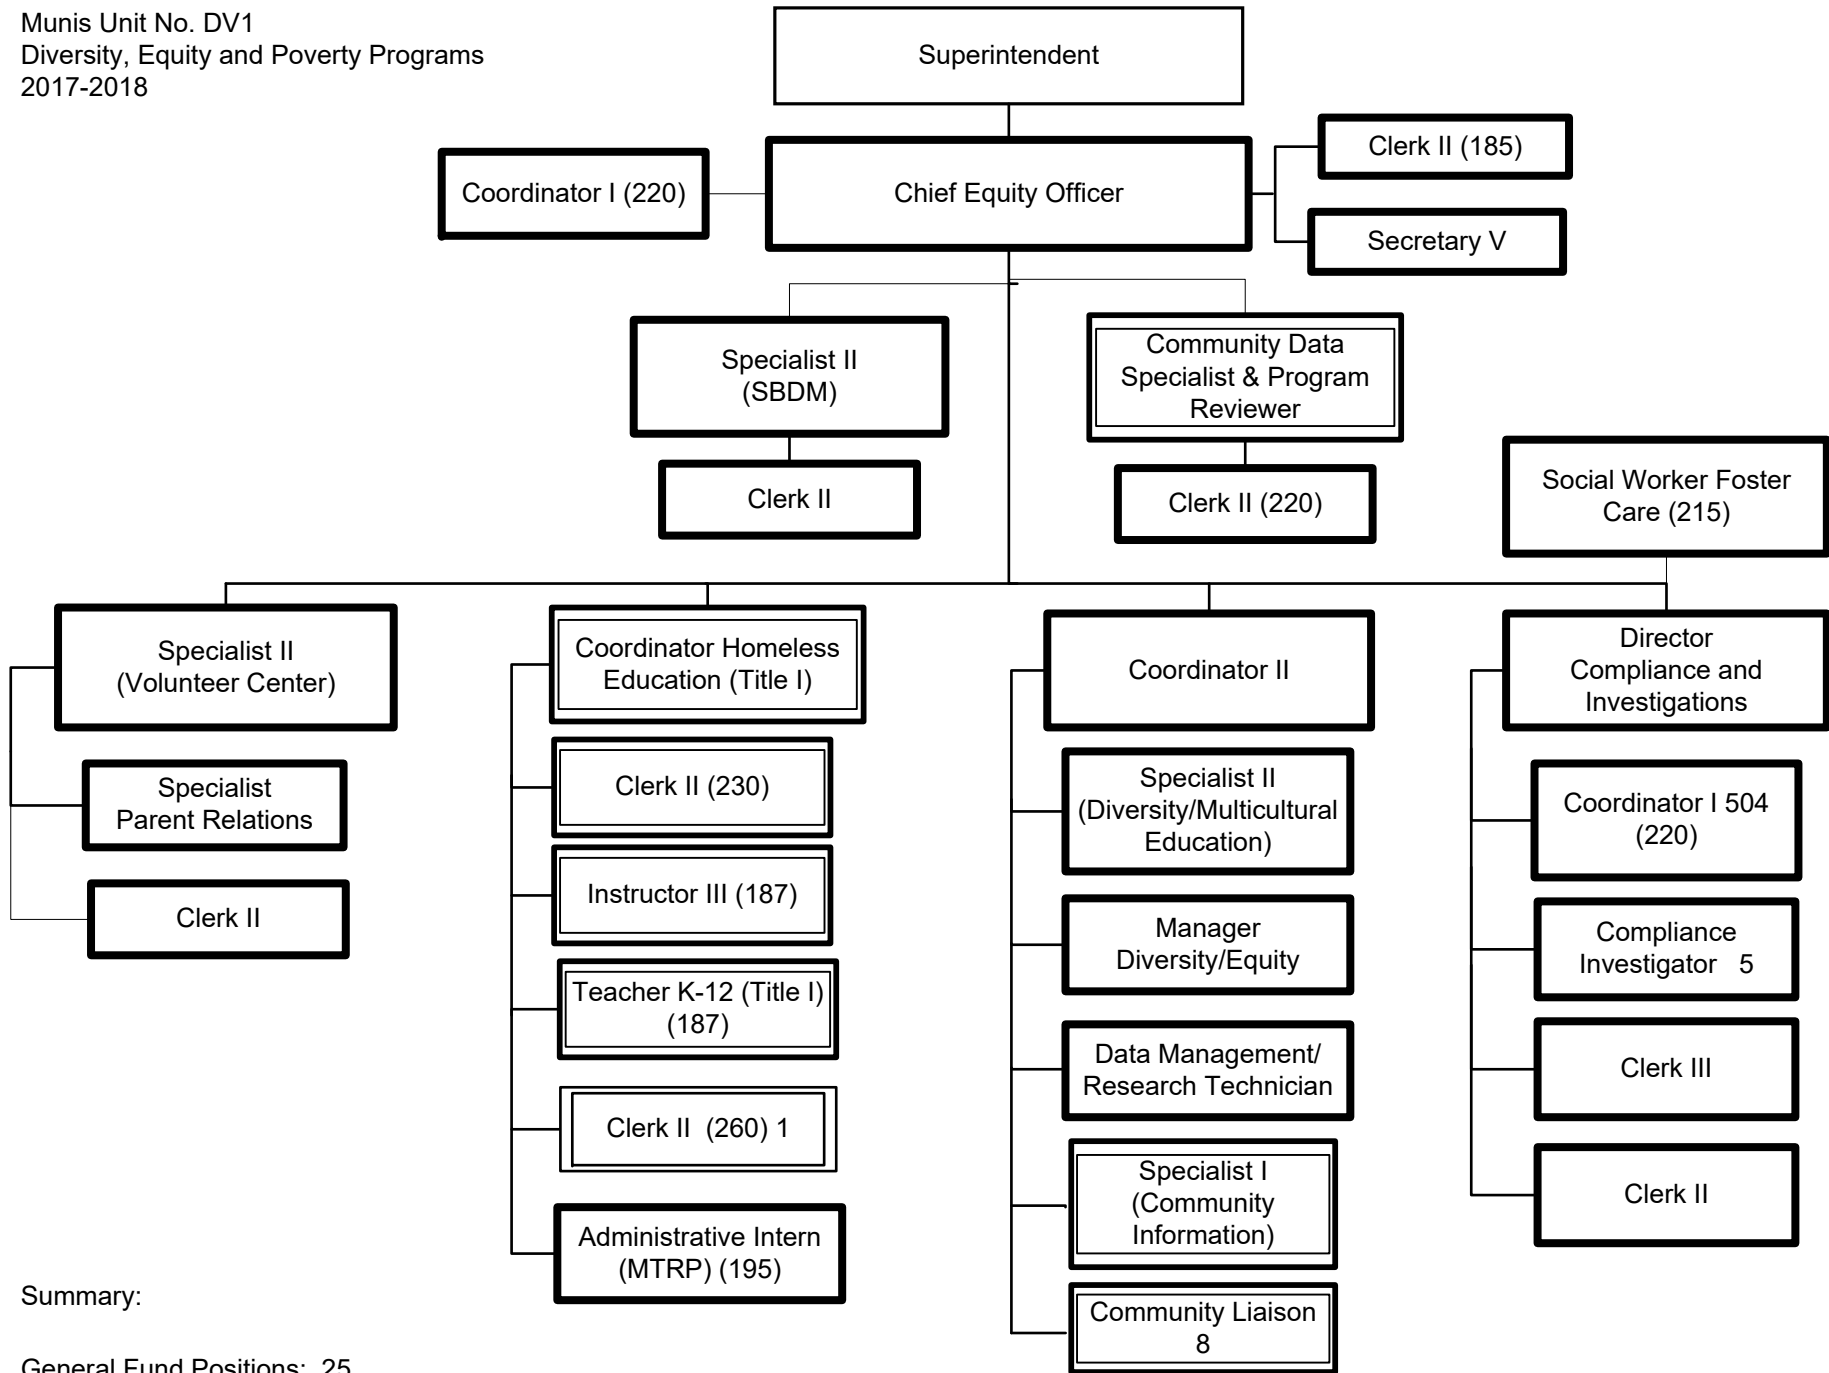 Munis Unit No. DV1
Diversity, Equity and Poverty Programs
2017-2018
Superintendent
Coordinator I (220)
Chief Equity Officer
Clerk II (185)
Secretary V
Specialist II
(SBDM)
Clerk II
Community Data
Specialist & Program
Reviewer
Clerk II (220)
Social Worker Foster
Care (215)
Specialist II
(Volunteer Center)
Specialist
Parent Relations
Clerk II
Coordinator Homeless
Education (Title I)
Clerk II (230)
Instructor III (187)
Teacher K-12 (Title I)
(187)
Clerk II (260) 1
Administrative Intern
(MTRP) (195)
Coordinator II
Specialist II
(Diversity/Multicultural
Education)
Manager
Diversity/Equity
Data Management/
Research Technician
Specialist I
(Community
Information)
Community Liaison
8
Director
Compliance and
Investigations
Coordinator I 504
(220)
Compliance
Investigator 5
Clerk III
Clerk II
Summary:
General Fund Positions: 25